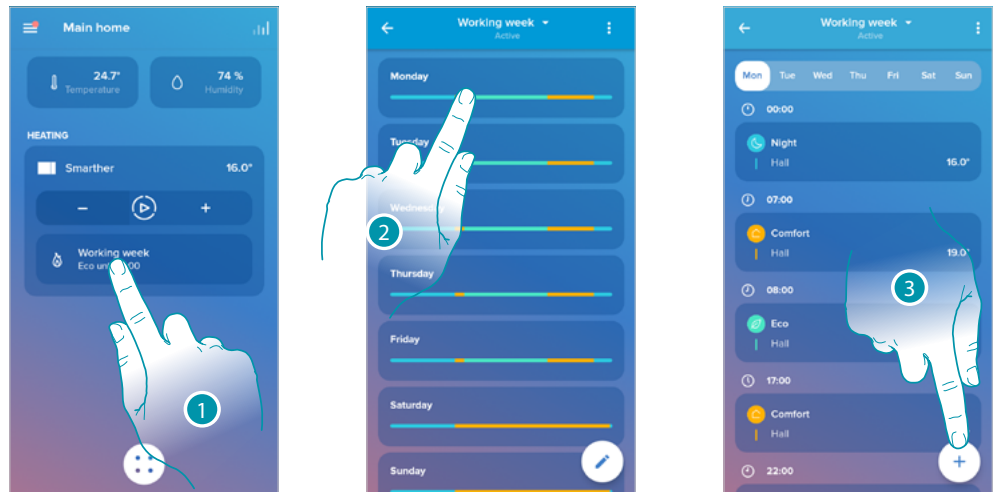 Main home
24.7°
Temperature
74 %
Humidity
HEATING
Smarther
16.0°
Working week
Eco
1
Working week
Active
Monday
Tuesday
Wednesday
2
Thursday
Friday
Saturday
Sunday
Working week
Active
Mon Tue Wed Thu Fri Sat Sun
00:00
Night
Hall
16.0°
07:00
Comfort
Hall
19.0°
3
08:00
Eco
Hall
17:00
Comfort
Hall
22:00